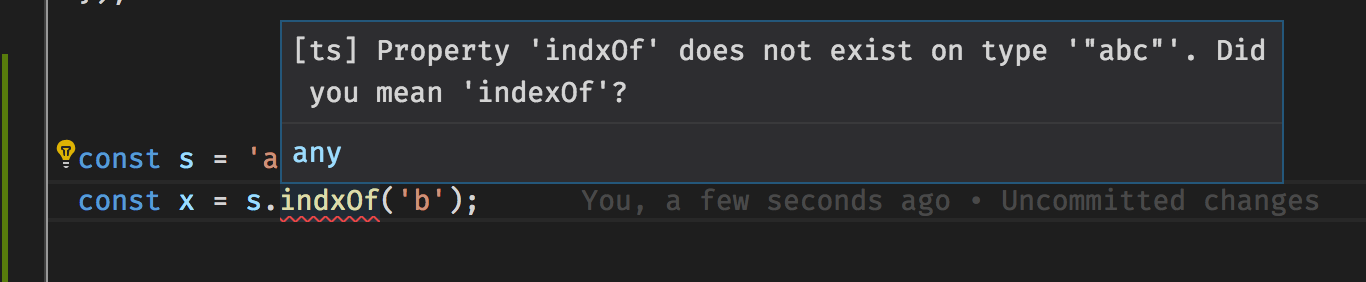 [ts] Property 'indxOf' does not exist on type '"abc"'. Did
you mean 'indexOf'?
any
const s = 'a
const x = s.indxOf('b'); You, a few seconds ago • Uncommitted changes